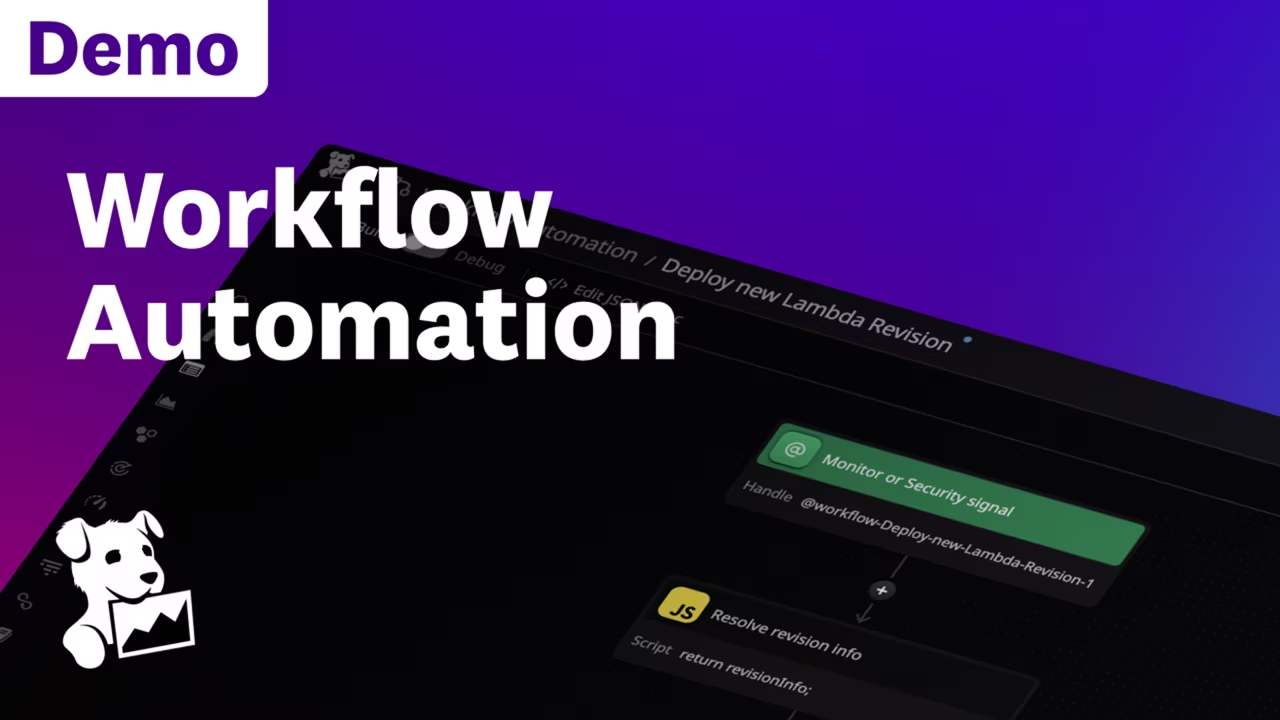 Demo
Workflow
Automation
utomation / Deploy new Lambda Revision
Debug
</> Edit JSON
@ Monitor or Security signal
Handle @workflow-Deploy-new-Lambda-Revision-1
+
JS Resolve revision info
Script return revisionInfo;